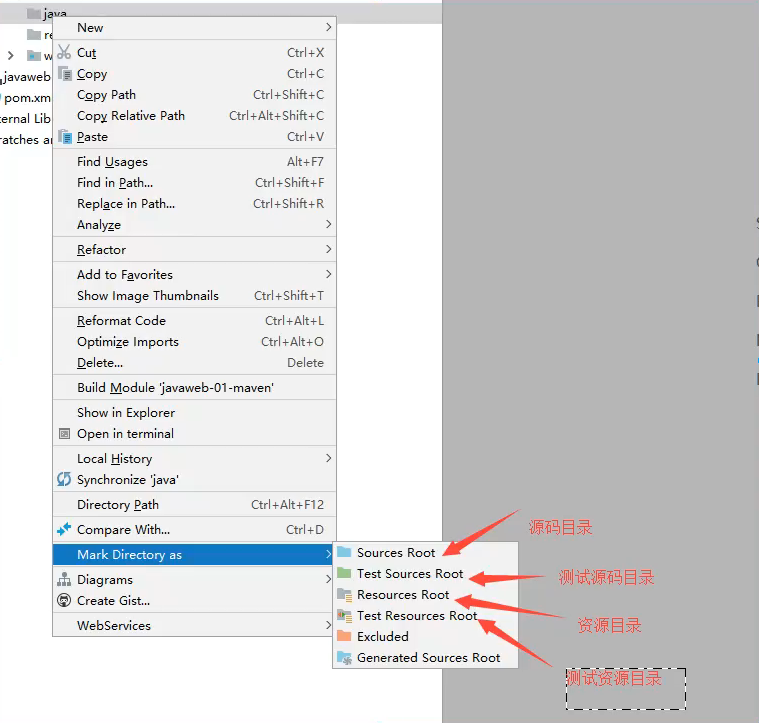 java
New
Cut Ctrl+X
javaweb
Copy Ctrl+C
pom.xm
Copy Path Ctrl+Shift+C
Copy Relative Path Ctrl+Alt+Shift+C
Paste Ctrl+V
Find Usages Alt+F7
Find in Path... Ctrl+Shift+F
Replace in Path... Ctrl+Shift+R
Analyze
Refactor
Add to Favorites
Show Image Thumbnails Ctrl+Shift+T
Reformat Code Ctrl+Alt+L
Optimize Imports Ctrl+Alt+O
Delete... Delete
Build Module 'javaweb-01-maven'
Show in Explorer
Open in terminal
Local History
Synchronize 'java'
Directory Path Ctrl+Alt+F12
Compare With... Ctrl+D
Mark Directory as
Diagrams
Create Gist...
WebServices
Sources Root 源码目录
Test Sources Root 测试源码目录
Resources Root 资源目录
Test Resources Root 测试资源目录
Excluded
Generated Sources Root